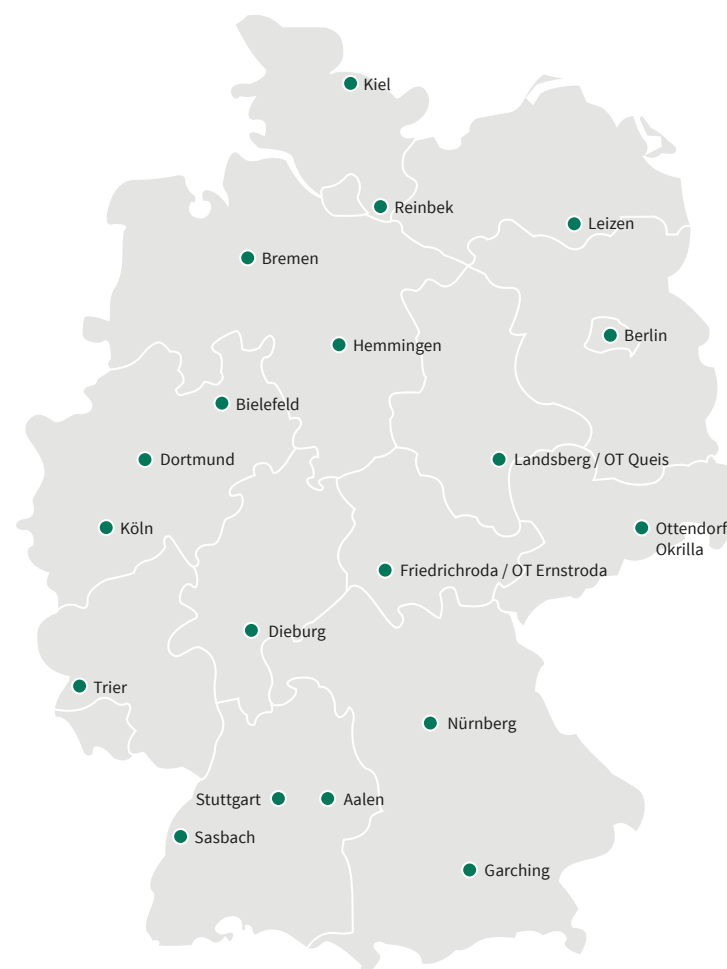 Kiel
Reinbek
Leizen
Bremen
Berlin
Hemmingen
Bielefeld
Dortmund
Landsberg / OT Queis
Köln
Ottendorf
Okrilla
Friedrichroda / OT Ernstroda
Dieburg
Trier
Nürnberg
Stuttgart
Aalen
Sasbach
Garching